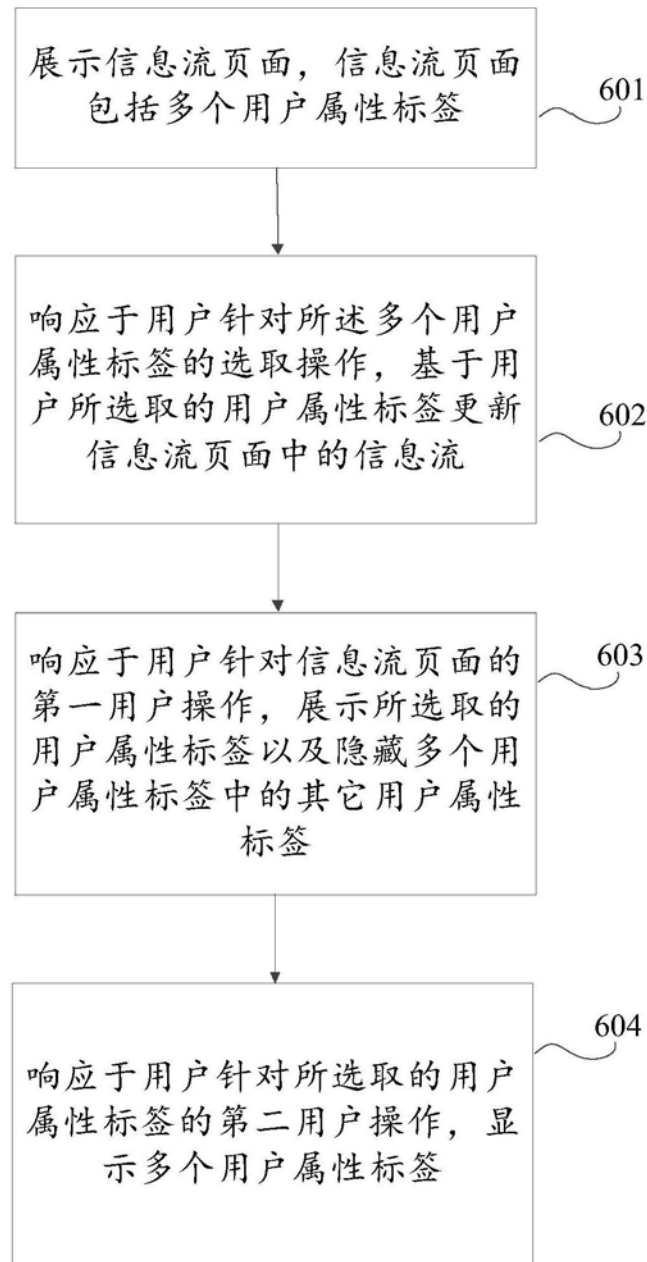 展示信息流页面，信息流页面
包括多个用户属性标签
601
响应于用户针对所述多个用户
属性标签的选取操作，基于用
户所选取的用户属性标签更新
信息流页面中的信息流
602
响应于用户针对信息流页面的
第一用户操作，展示所选取的
用户属性标签以及隐藏多个用
户属性标签中的其它用户属性
标签
603
响应于用户针对所选取的用户
属性标签的第二用户操作，显
示多个用户属性标签
604